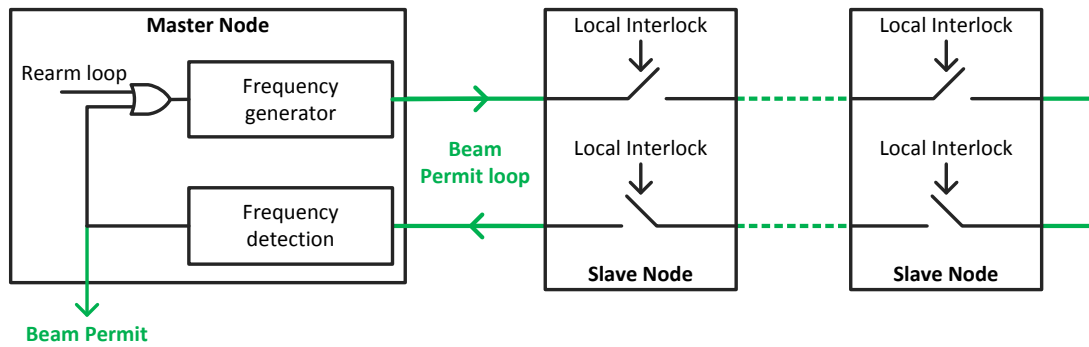 Master Node
Rearm loop
Frequency
generator
Frequency
detection
Beam
Permit loop
Beam Permit
Local Interlock
Local Interlock
Slave Node
Local Interlock
Local Interlock
Slave Node